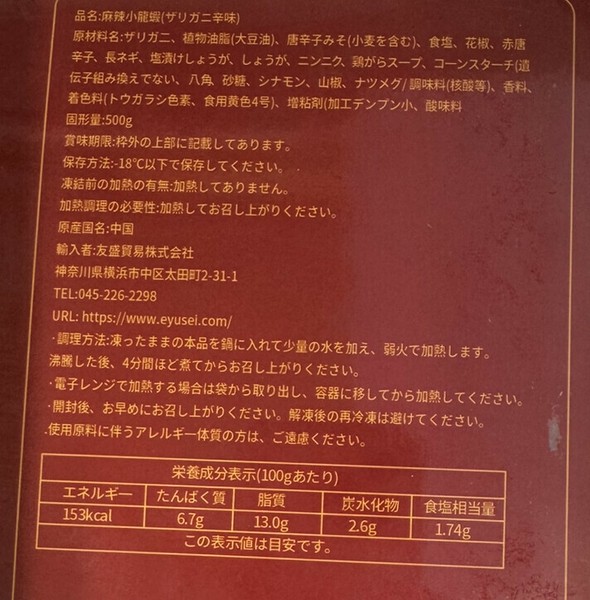 品名:麻辣小龍蝦(ザリガニ辛味)
原材料名:ザリガニ、植物油脂(大豆油)、唐辛子みそ(小麦を含む)、食塩、花椒、赤唐
辛子、長ネギ、塩漬けしょうが、しょうが、ニンニク、鶏がらスープ、コーンスターチ(遺
伝子組み換えでない、八角、砂糖、シナモン、山椒、ナツメグ/調味料(核酸等)、香料、
着色料(トウガラシ色素、食用黄色4号)、増粘剤(加工デンプン小、酸味料
固形量:500g
賞味期限:枠外の上部に記載してあります。
保存方法:-18℃以下で保存してください。
凍結前の加熱の有無:加熱してありません。
加熱調理の必要性:加熱してお召し上がりください。
原産国名:中国
輸入者:友盛貿易株式会社
神奈川県横浜市中区太田町2-31-1
TEL:045-226-2298
URL: https://www.eyusei.com/
·調理方法:凍ったままの本品を鍋に入れて少量の水を加え、弱火で加熱します。
沸騰した後、4分間ほど煮てからお召し上がりください。
·電子レンジで加熱する場合は袋から取り出し、容器に移してから加熱してください。
·開封後、お早めにお召し上がりください。解凍後の再冷凍は避けてください。
·使用原料に伴うアレルギー体質の方は、ご遠慮ください。
栄養成分表示(100gあたり)
エネルギー たんぱく質 脂質 炭水化物 食塩相当量
153kcal 6.7g 13.0g 2.6g 1.74g
この表示値は目安です。